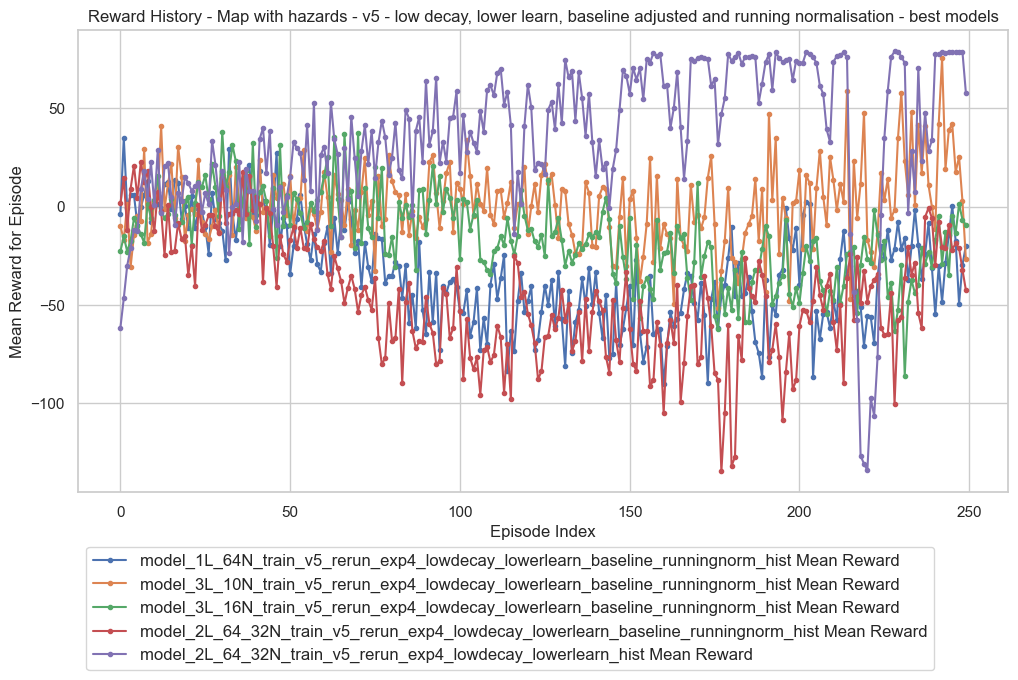 Reward History - Map with hazards - v5 - low decay, lower learn, baseline adjusted and running normalisation - best models
Mean Reward for Episode
50
0
−50
−100
0
50
100
150
200
250
Episode Index
model_1L_64N_train_v5_rerun_exp4_lowdecay_lowerlearn_baseline_runningnorm_hist Mean Reward
model_3L_10N_train_v5_rerun_exp4_lowdecay_lowerlearn_baseline_runningnorm_hist Mean Reward
model_3L_16N_train_v5_rerun_exp4_lowdecay_lowerlearn_baseline_runningnorm_hist Mean Reward
model_2L_64_32N_train_v5_rerun_exp4_lowdecay_lowerlearn_baseline_runningnorm_hist Mean Reward
model_2L_64_32N_train_v5_rerun_exp4_lowdecay_lowerlearn_hist Mean Reward